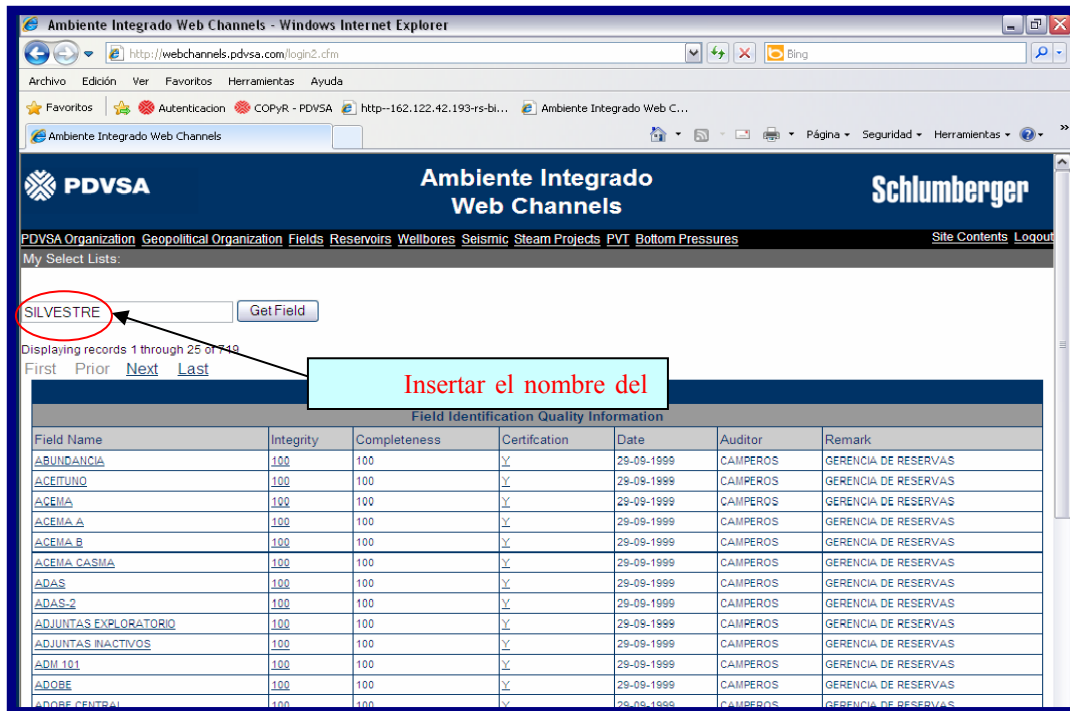 Ambiente Integrado Web Channels - Windows Internet Explorer
http://webchannels.pdvsa.com/login2.cfm
Bing
Archivo Edición Ver Favoritos Herramientas Ayuda
Favoritos Autenticacion COPyR - PDVSA http--162.122.42.193-rs-bi... Ambiente Integrado Web C...
Ambiente Integrado Web Channels
Página Seguridad Herramientas »
PDVSA
Ambiente Integrado
Web Channels
Schlumberger
PDVSA Organization Geopolitical Organization Fields Reservoirs Wellbores Seismic Steam Projects PVT Bottom Pressures Site Contents Logout
My Select Lists:
SILVESTRE Get Field
Displaying records 1 through 25 of 719
First Prior Next Last
Insertar el nombre del
Field Identification Quality Information
Field Name Integrity Completeness Certifcation Date Auditor Remark
ABUNDANCIA 100 100 Y 29-09-1999 CAMPEROS GERENCIA DE RESERVAS
ACEITUNO 100 100 Y 29-09-1999 CAMPEROS GERENCIA DE RESERVAS
ACEMA 100 100 Y 29-09-1999 CAMPEROS GERENCIA DE RESERVAS
ACEMA A 100 100 Y 29-09-1999 CAMPEROS GERENCIA DE RESERVAS
ACEMA B 100 100 Y 29-09-1999 CAMPEROS GERENCIA DE RESERVAS
ACEMA CASMA 100 100 Y 29-09-1999 CAMPEROS GERENCIA DE RESERVAS
ADAS 100 100 Y 29-09-1999 CAMPEROS GERENCIA DE RESERVAS
ADAS-2 100 100 Y 29-09-1999 CAMPEROS GERENCIA DE RESERVAS
ADJUNTAS EXPLORATORIO 100 100 Y 29-09-1999 CAMPEROS GERENCIA DE RESERVAS
ADJUNTAS INACTIVOS 100 100 Y 29-09-1999 CAMPEROS GERENCIA DE RESERVAS
ADM 101 100 100 Y 29-09-1999 CAMPEROS GERENCIA DE RESERVAS
ADOBE 100 100 Y 29-09-1999 CAMPEROS GERENCIA DE RESERVAS
ADOBE CENTRAL 100 100 Y 29-09-1999 CAMPEROS GERENCIA DE RESERVAS